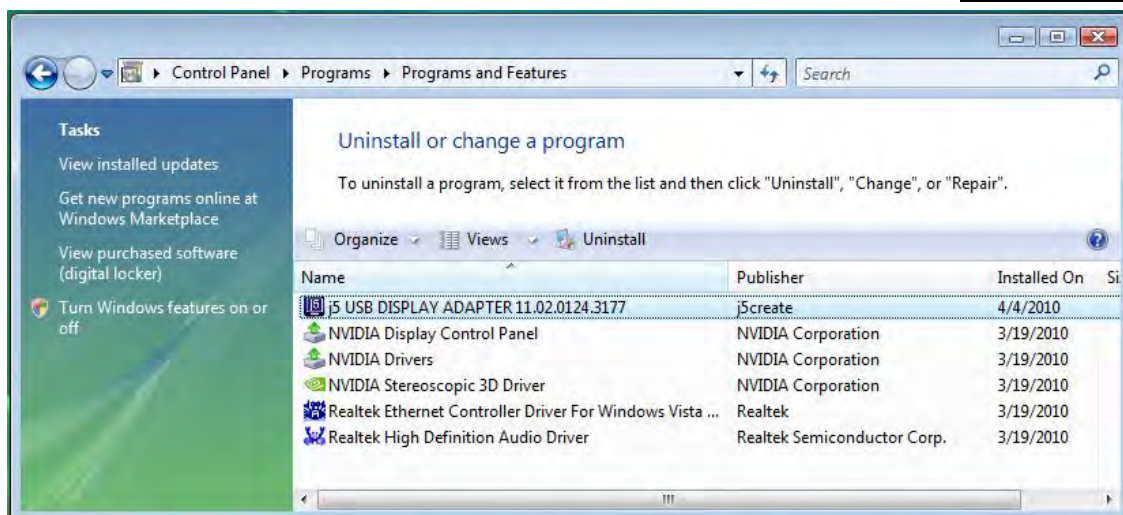 Control Panel Programs Programs and Features Search
Tasks
View installed updates
Get new programs online at
Windows Marketplace
View purchased software
(digital locker)
Turn Windows features on or
off
Uninstall or change a program
To uninstall a program, select it from the list and then click "Uninstall", "Change", or "Repair".
Organize Views Uninstall
Name Publisher Installed On Si
j5 USB DISPLAY ADAPTER 11.02.0124.3177 j5create 4/4/2010
NVIDIA Display Control Panel NVIDIA Corporation 3/19/2010
NVIDIA Drivers NVIDIA Corporation 3/19/2010
NVIDIA Stereoscopic 3D Driver NVIDIA Corporation 3/19/2010
Realtek Ethernet Controller Driver For Windows Vista ... Realtek 3/19/2010
Realtek High Definition Audio Driver Realtek Semiconductor Corp. 3/19/2010